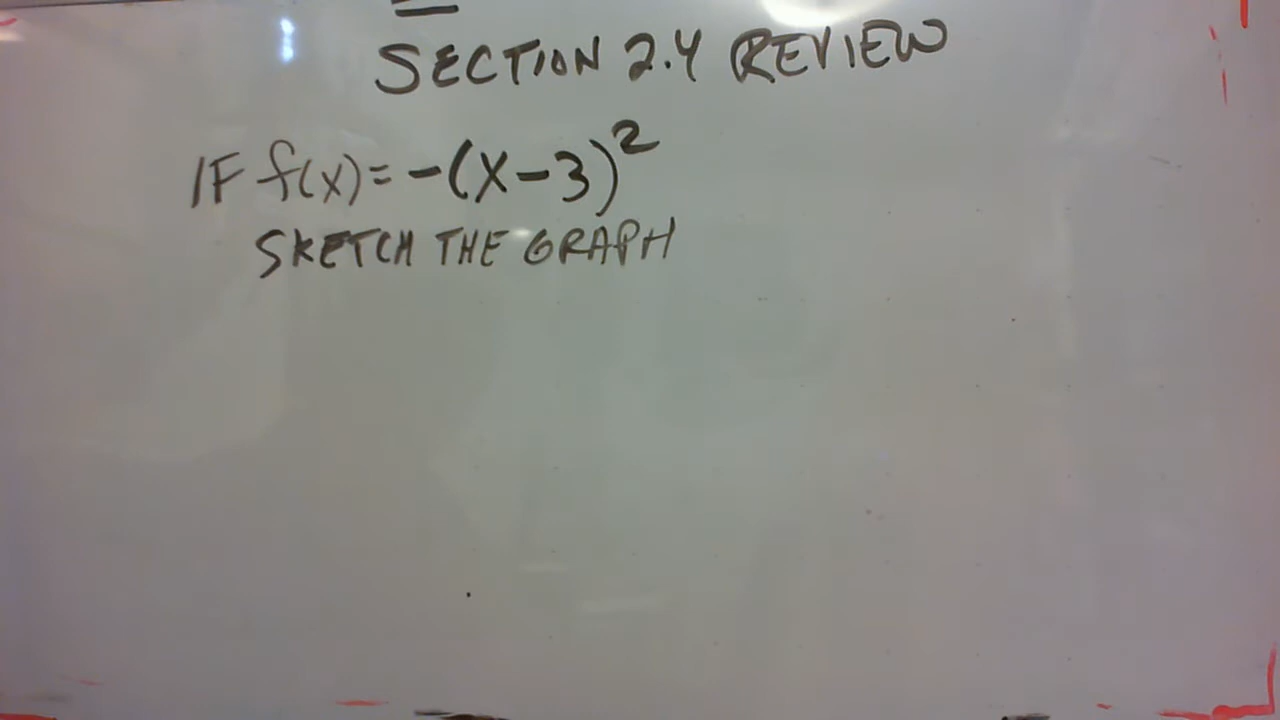 SECTION 2.4 REVIEW
IF f(x)=-(x-3)²
SKETCH THE GRAPH